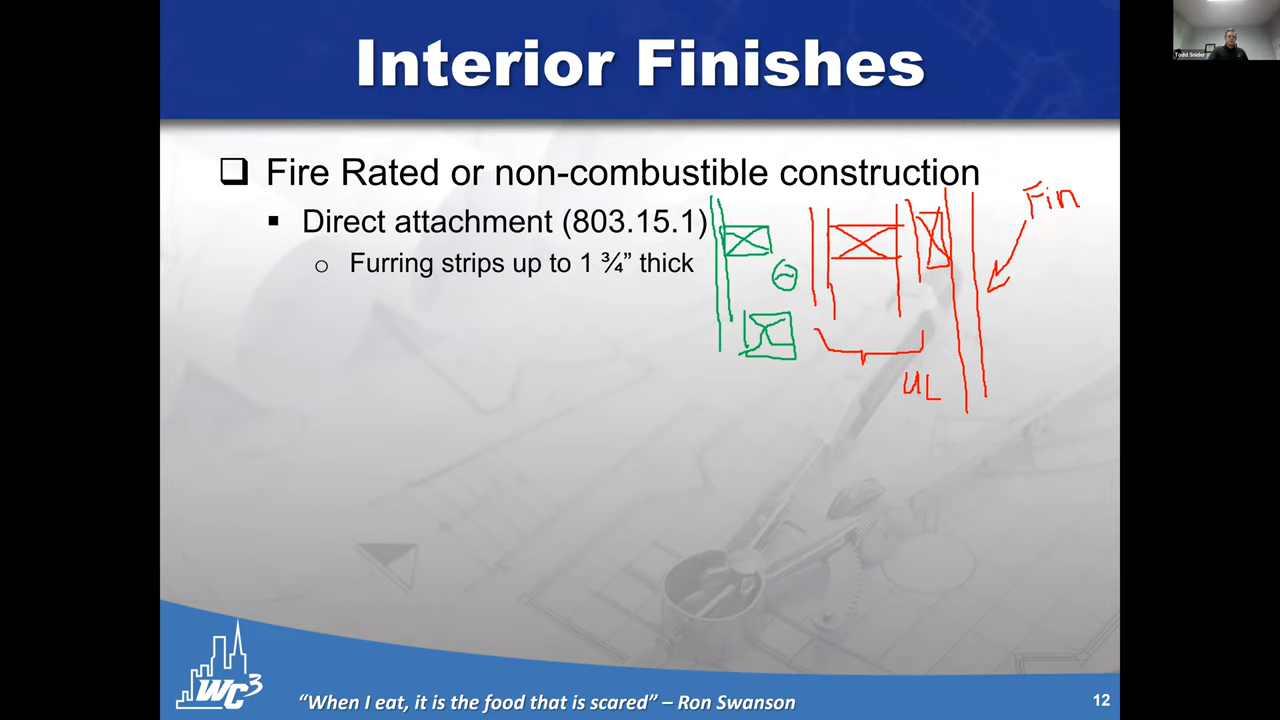 Todd Snider
Interior Finishes
Fire Rated or non-combustible construction
Direct attachment (803.15.1)
Furring strips up to 1 ¾” thick
Fin
UL
WC³
“When I eat, it is the food that is scared” – Ron Swanson
12